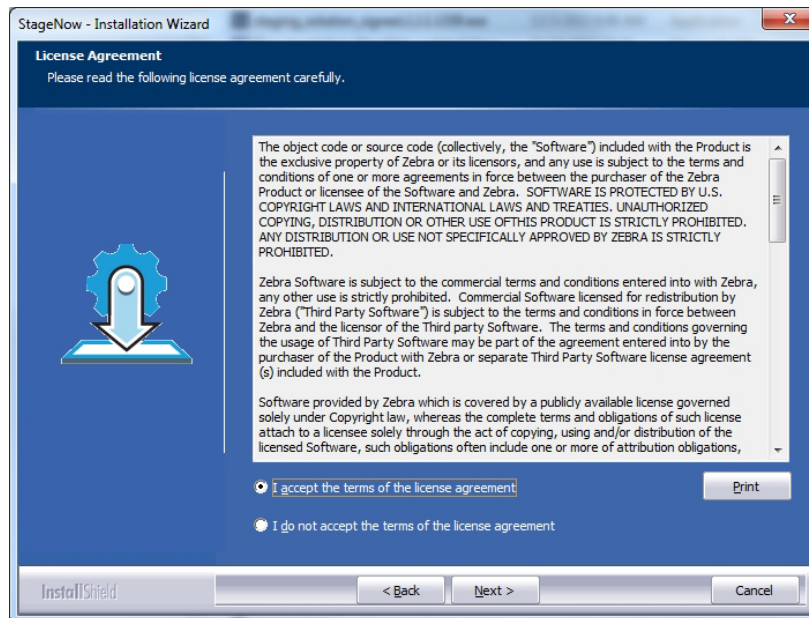 StageNow - Installation Wizard
License Agreement
Please read the following license agreement carefully.
The object code or source code (collectively, the "Software") included with the Product is
the exclusive property of Zebra or its licensors, and any use is subject to the terms and
conditions of one or more agreements in force between the purchaser of the Zebra
Product or licensee of the Software and Zebra. SOFTWARE IS PROTECTED BY U.S.
COPYRIGHT LAWS AND INTERNATIONAL LAWS AND TREATIES. UNAUTHORIZED
COPYING, DISTRIBUTION OR OTHER USE OFTHIS PRODUCT IS STRICTLY PROHIBITED.
ANY DISTRIBUTION OR USE NOT SPECIFICALLY APPROVED BY ZEBRA IS STRICTLY
PROHIBITED.
Zebra Software is subject to the commercial terms and conditions entered into with Zebra,
any other use is strictly prohibited. Commercial Software licensed for redistribution by
Zebra ("Third Party Software") is subject to the terms and conditions in force between
Zebra and the licensor of the Third party Software. The terms and conditions governing
the usage of Third Party Software may be part of the agreement entered into by the
purchaser of the Product with Zebra or separate Third Party Software license agreement
(s) included with the Product.
Software provided by Zebra which is covered by a publicly available license governed
solely under Copyright law, whereas the complete terms and obligations of such license
attach to a licensee solely through the act of copying, using and/or distribution of the
licensed Software, such obligations often include one or more of attribution obligations,
I accept the terms of the license agreement
Print
I do not accept the terms of the license agreement
InstallShield
< Back
Next >
Cancel